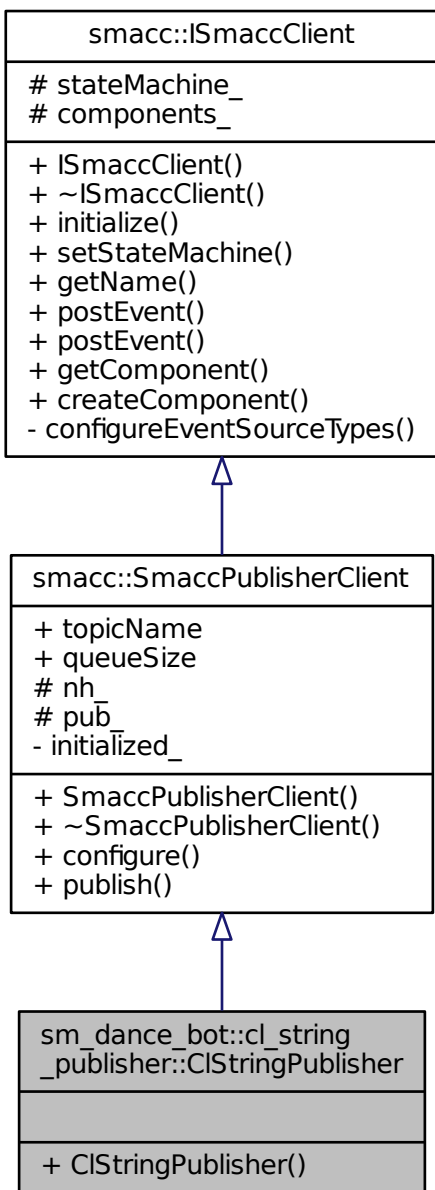 smacc::ISmaccClient
# stateMachine_
# components_
+ ISmaccClient()
+ ~ISmaccClient()
+ initialize()
+ setStateMachine()
+ getName()
+ postEvent()
+ postEvent()
+ getComponent()
+ createComponent()
- configureEventSourceTypes()
smacc::SmaccPublisherClient
+ topicName
+ queueSize
# nh_
# pub_
- initialized_
+ SmaccPublisherClient()
+ ~SmaccPublisherClient()
+ configure()
+ publish()
sm_dance_bot::cl_string
_publisher::ClStringPublisher
+ ClStringPublisher()